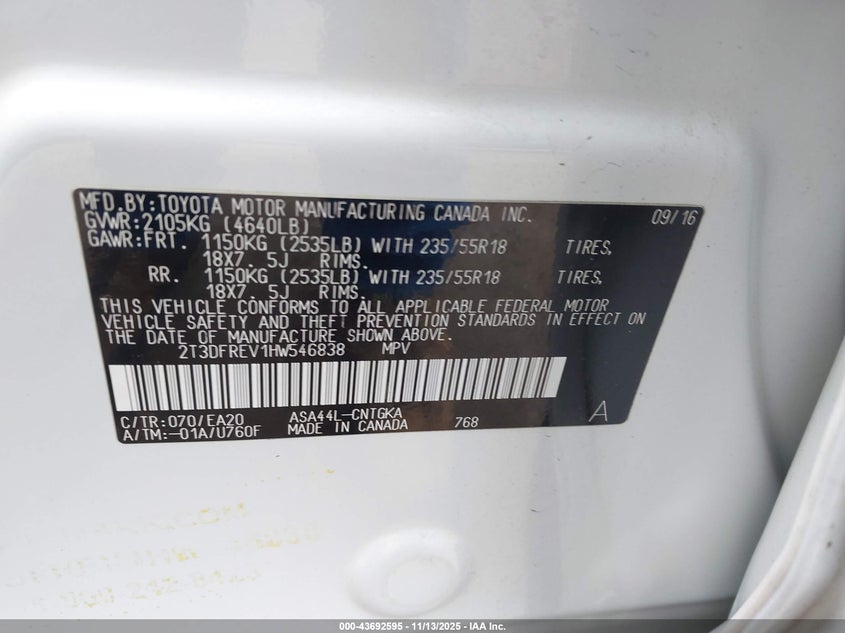 MFD.BY:TOYOTA MOTOR MANUFACTURING CANADA INC. 09/16
GVWR:2105KG (4640LB)
GAWR:FRT. 1150KG (2535LB) WITH 235/55R18 TIRES,
18X7.5J RIMS.
RR. 1150KG (2535LB) WITH 235/55R18 TIRES,
18X7.5J RIMS.
THIS VEHICLE CONFORMS TO ALL APPLICABLE FEDERAL MOTOR
VEHICLE SAFETY AND THEFT PREVENTION STANDARDS IN EFFECT ON
THE DATE OF MANUFACTURE SHOWN ABOVE.
2T3DFREV1HW546838 MPV
C/TR:070/EA20 ASA44L-CNTGKA 768 A
A/TM:-01A/U760F MADE IN CANADA
000-43692595 - 11/13/2025 - IAA Inc.